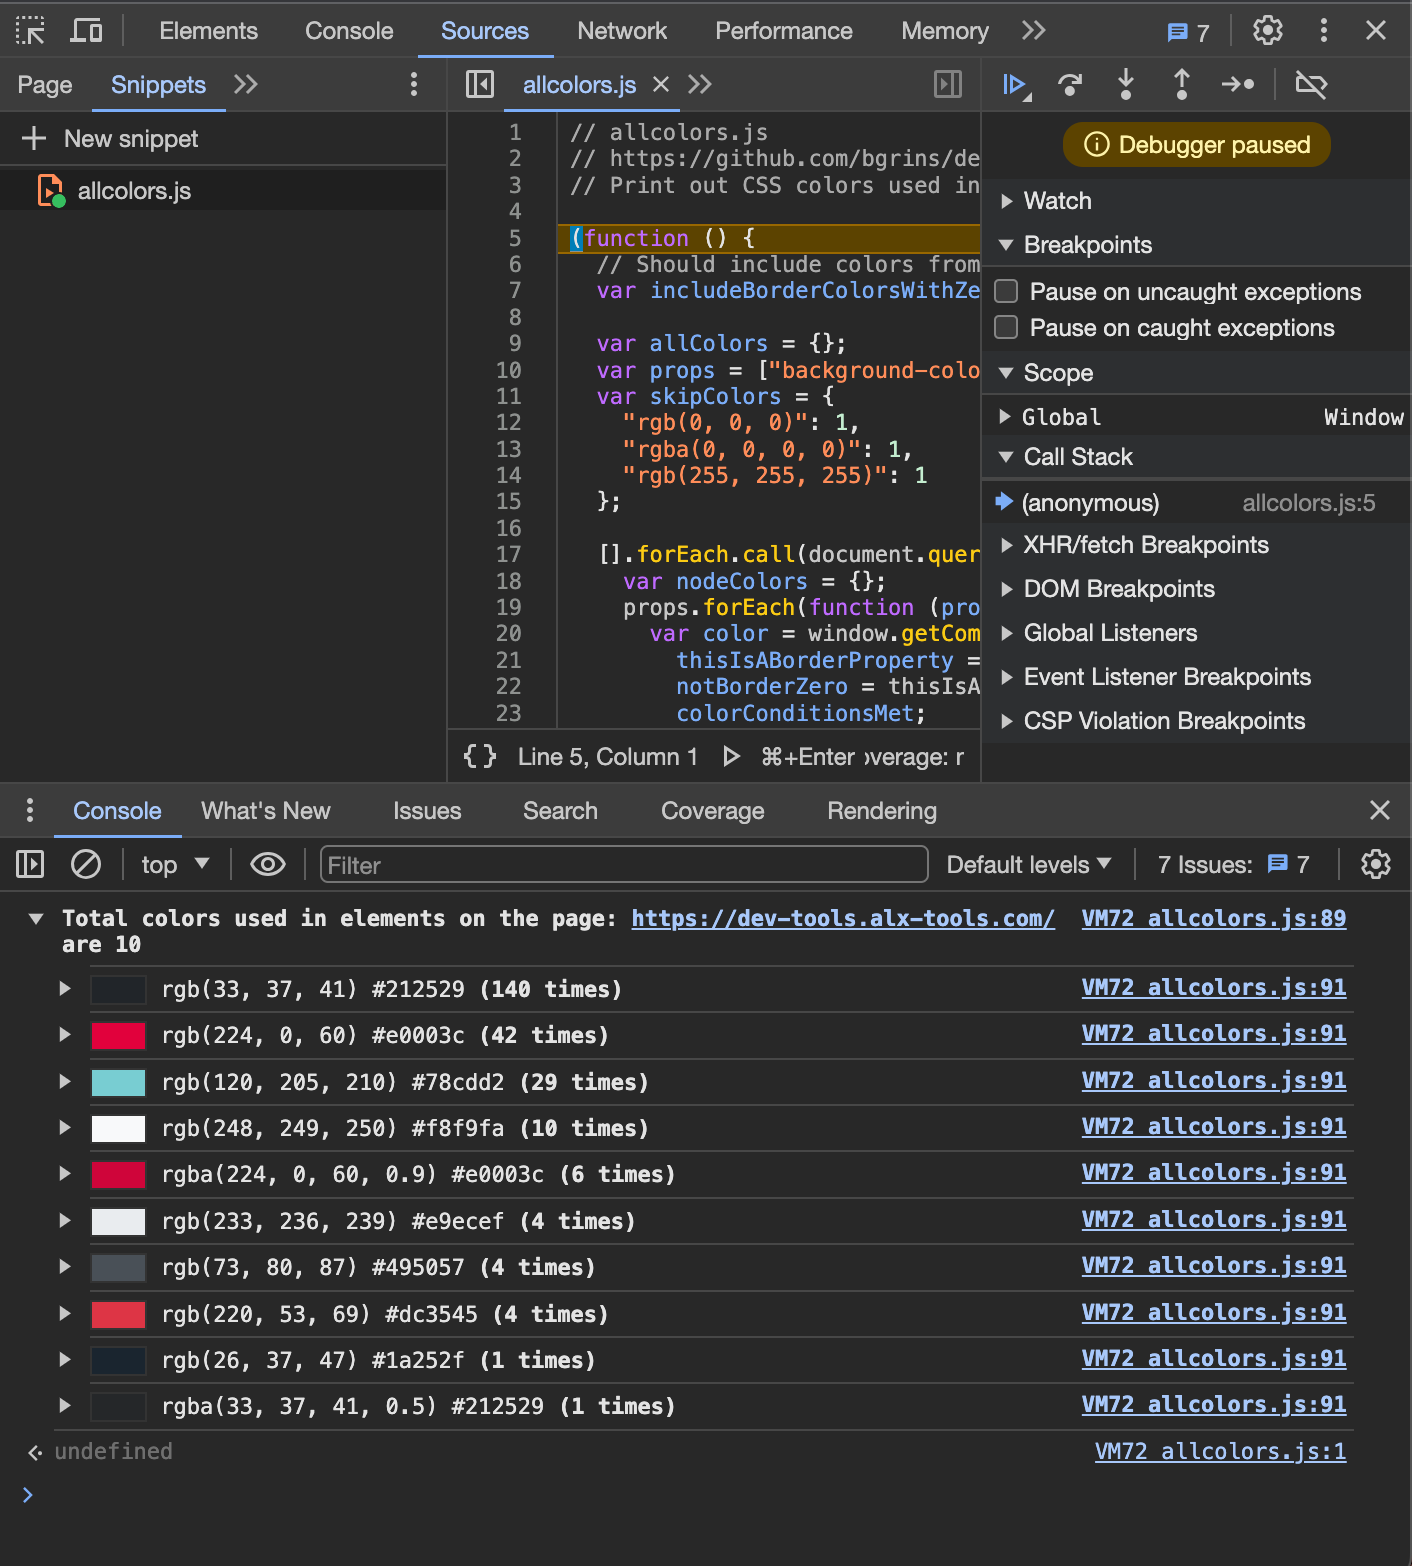 Elements Console Sources Network Performance Memory 7
Page Snippets
allcolors.js
New snippet
allcolors.js
1 // allcolors.js
2 // https://github.com/bgrins/de
3 // Print out CSS colors used in
4
5 (function () {
6 // Should include colors from
7 var includeBorderColorsWithZe
8
9 var allColors = {};
10 var props = ["background-colo
11 var skipColors = {
12 "rgb(0, 0, 0)": 1,
13 "rgba(0, 0, 0, 0)": 1,
14 "rgb(255, 255, 255)": 1
15 };
16
17 [].forEach.call(document.quer
18 var nodeColors = {};
19 props.forEach(function (pro
20 var color = window.getCom
21 thisIsABorderProperty =
22 notBorderZero = thisIsA
23 colorConditionsMet;
{} Line 5, Column 1 ⌘+Enter overage: r
Debugger paused
Watch
Breakpoints
Pause on uncaught exceptions
Pause on caught exceptions
Scope
Global Window
Call Stack
(anonymous) allcolors.js:5
XHR/fetch Breakpoints
DOM Breakpoints
Global Listeners
Event Listener Breakpoints
CSP Violation Breakpoints
Console What's New Issues Search Coverage Rendering
top Filter Default levels 7 Issues: 7
Total colors used in elements on the page: https://dev-tools.alx-tools.com/ VM72 allcolors.js:89
are 10
rgb(33, 37, 41) #212529 (140 times) VM72 allcolors.js:91
rgb(224, 0, 60) #e0003c (42 times) VM72 allcolors.js:91
rgb(120, 205, 210) #78cdd2 (29 times) VM72 allcolors.js:91
rgb(248, 249, 250) #f8f9fa (10 times) VM72 allcolors.js:91
rgba(224, 0, 60, 0.9) #e0003c (6 times) VM72 allcolors.js:91
rgb(233, 236, 239) #e9ecef (4 times) VM72 allcolors.js:91
rgb(73, 80, 87) #495057 (4 times) VM72 allcolors.js:91
rgb(220, 53, 69) #dc3545 (4 times) VM72 allcolors.js:91
rgb(26, 37, 47) #1a252f (1 times) VM72 allcolors.js:91
rgba(33, 37, 41, 0.5) #212529 (1 times) VM72 allcolors.js:91
undefined VM72 allcolors.js:1